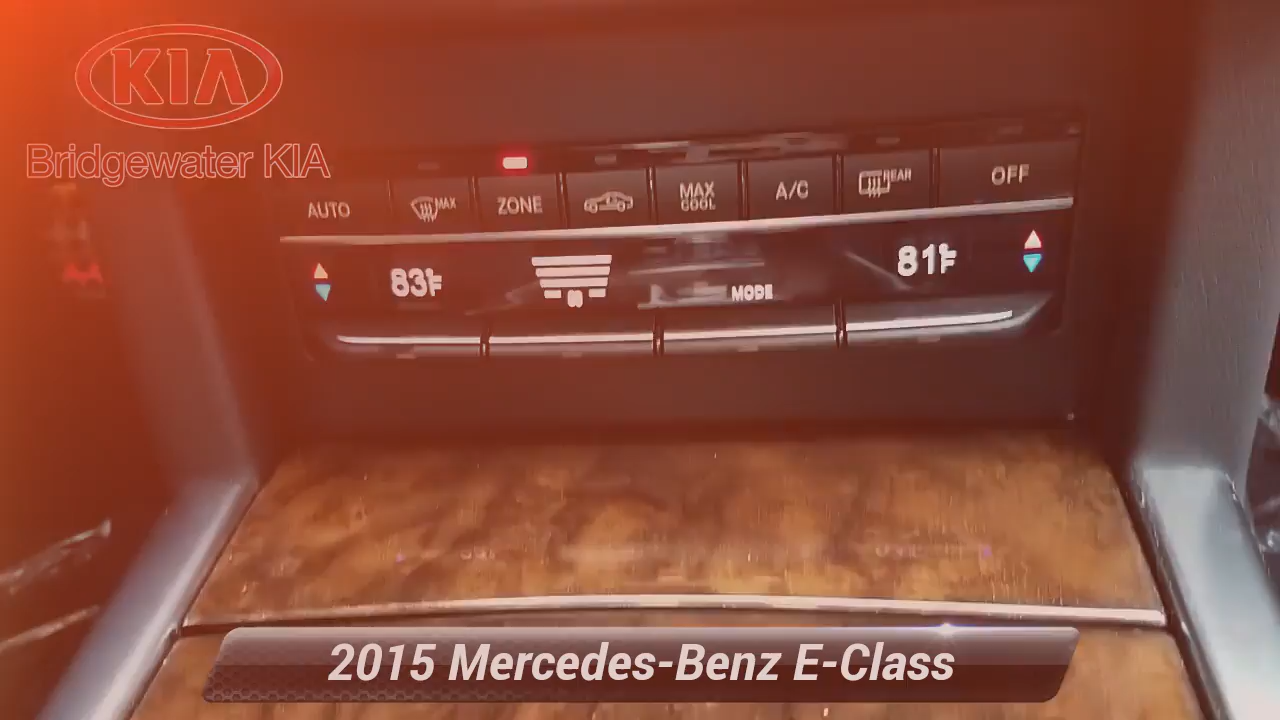 KIA
Bridgewater KIA
AUTO
MAX
ZONE
MAX
COOL
A/C
REAR
OFF
83°F
81°F
MODE
2015 Mercedes-Benz E-Class